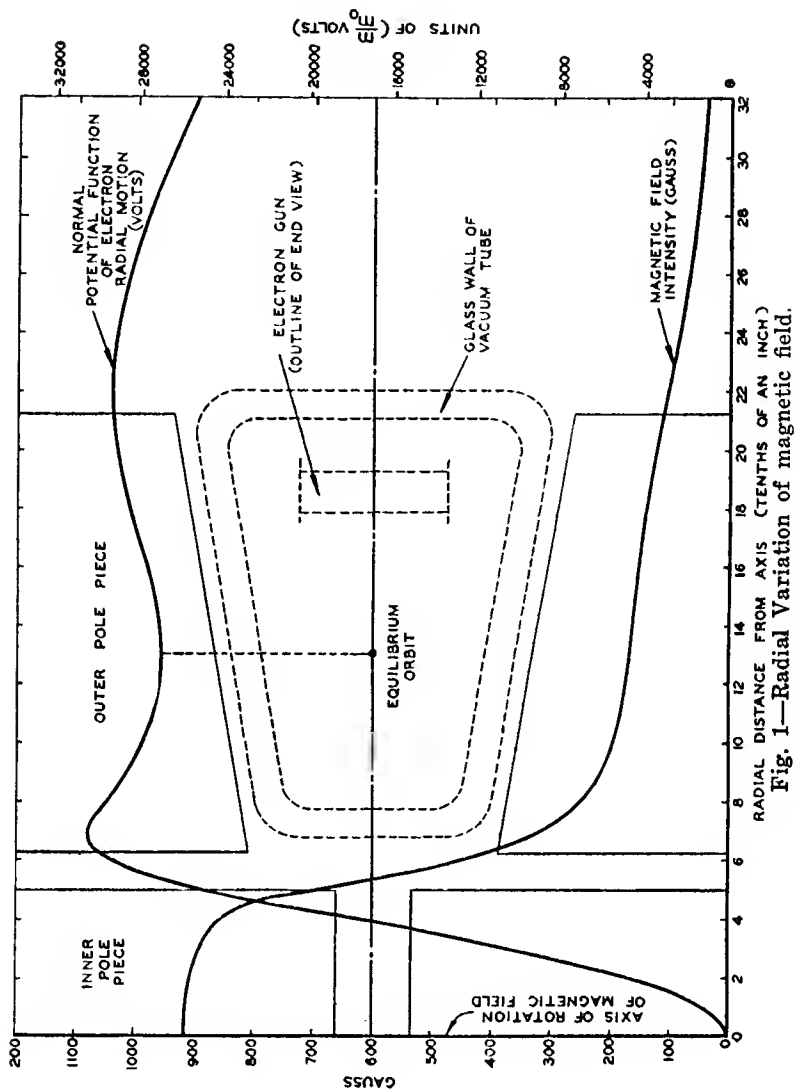 UNITS OF (m/m₀ VOLTS)
32000
28000
24000
20000
16000
12000
8000
4000
0
NORMAL
POTENTIAL FUNCTION
OF ELECTRON
RADIAL MOTION
(VOLTS)
ELECTRON GUN
(OUTLINE OF END VIEW)
GLASS WALL OF
VACUUM TUBE
MAGNETIC FIELD
INTENSITY (GAUSS)
OUTER POLE PIECE
EQUILIBRIUM
ORBIT
INNER
POLE
PIECE
AXIS OF ROTATION
OF MAGNETIC FIELD
200
1100
1000
900
800
700
600
500
400
300
200
100
0
GAUSS
0 2 4 6 8 10 12 14 16 18 20 22 24 26 28 30 32
RADIAL DISTANCE FROM AXIS (TENTHS OF AN INCH)
Fig. 1—Radial Variation of magnetic field.